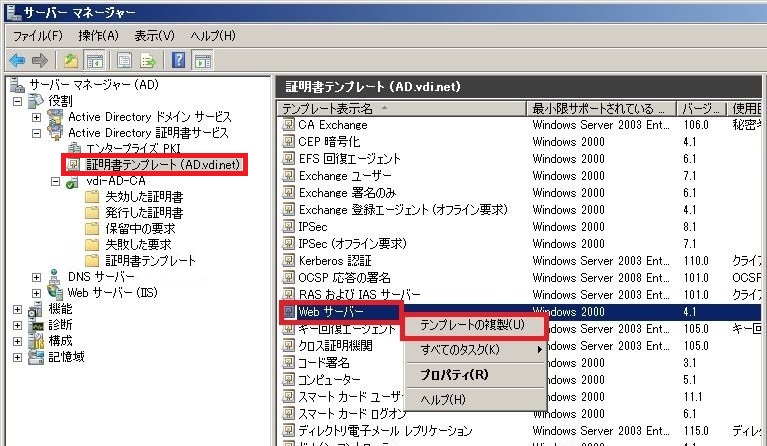 サーバー マネージャー
ファイル(F) 操作(A) 表示(V) ヘルプ(H)
サーバー マネージャー (AD)
役割
Active Directory ドメイン サービス
Active Directory 証明書サービス
エンタープライズ PKI
証明書テンプレート (AD.vdi.net)
vdi-AD-CA
失効した証明書
発行した証明書
保留中の要求
失敗した要求
証明書テンプレート
DNS サーバー
Web サーバー (IIS)
機能
診断
構成
記憶域
証明書テンプレート (AD.vdi.net)
テンプレート表示名 最小限サポートされている ... バージ... 使用目
CA Exchange Windows Server 2003 Ent... 106.0 秘密キ
CEP 暗号化 Windows 2000 4.1
EFS 回復エージェント Windows 2000 6.1
Exchange ユーザー Windows 2000 7.1
Exchange 署名のみ Windows 2000 6.1
Exchange 登録エージェント (オフライン要求) Windows 2000 4.1
IPSec Windows 2000 8.1
IPSec (オフライン要求) Windows 2000 7.1
Kerberos 認証 Windows Server 2003 Ent... 110.0 クライ
OCSP 応答の署名 Windows Server 2008 Ent... 101.0 OCSP
RAS および IAS サーバー Windows Server 2003 Ent... 101.0 クライ
Web サーバー Windows 2000 4.1
キー回復エージェント Windows Server 2003 Ent... 105.0 キー回
クロス証明機関 Windows Server 2003 Ent... 105.0
コード署名 3.1
コンピューター 5.1
スマート カード ユーザ 11.1
スマート カード ログオン Windows 2000 6.1
ディレクトリ電子メール レプリケーション Windows Server 2003 Ent... 115.0 ディレ
テンプレートの複製(U)
すべてのタスク(K)
プロパティ(R)
ヘルプ(H)